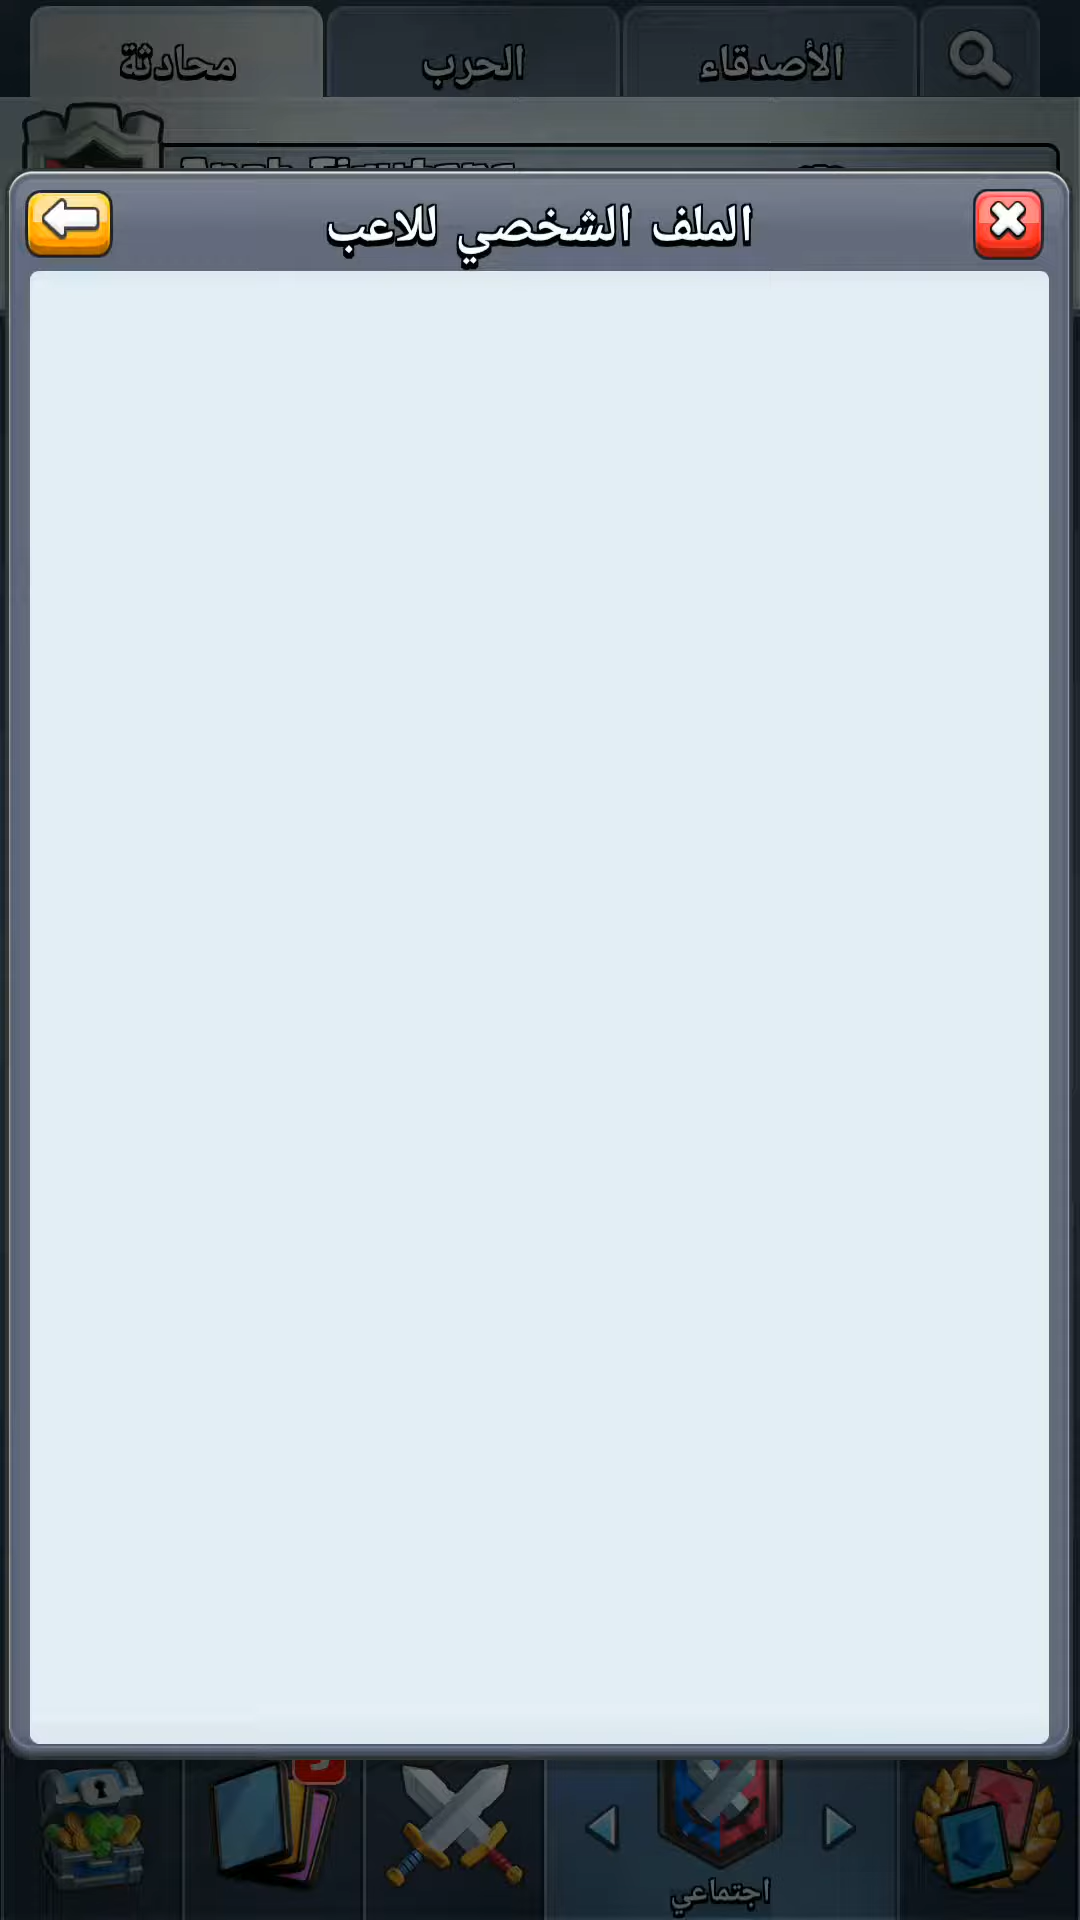 محادثة
الحرب
الأصدقاء
الملف الشخصي للاعب
اجتماعي